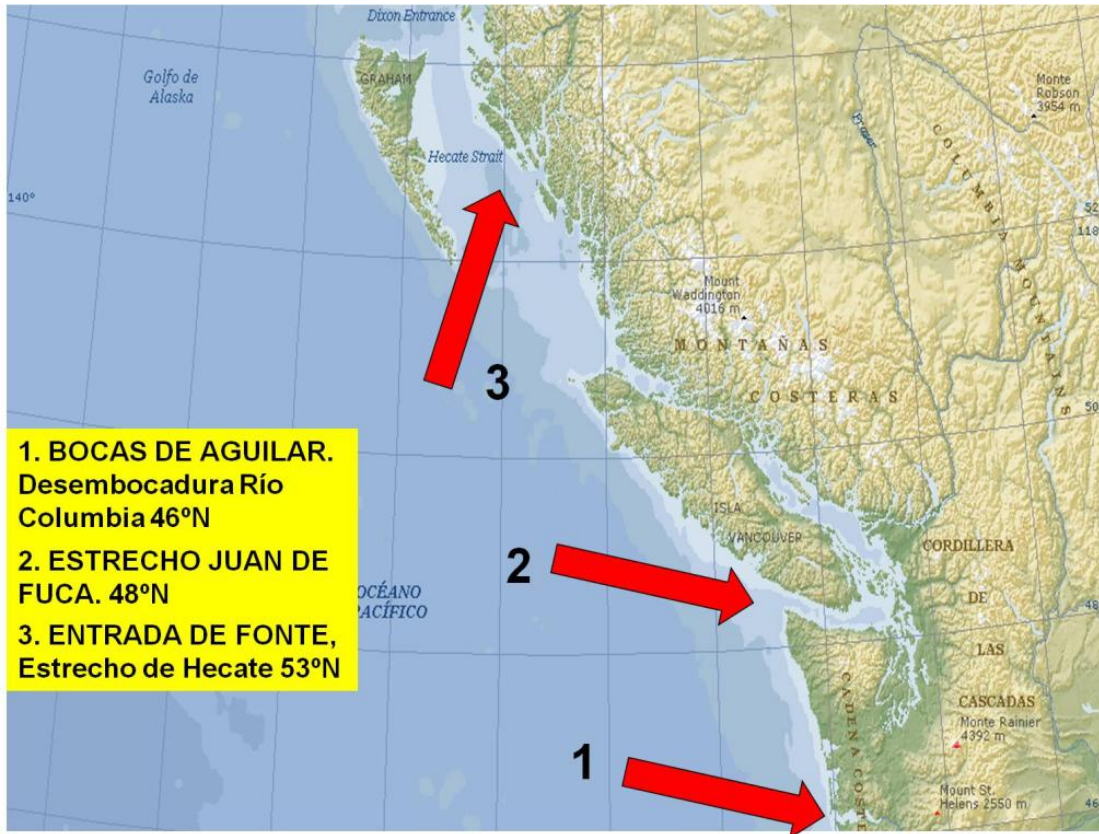 Dixon Entrance
Golfo de
Alaska
GRAHAM
Monte
Robson
3954 m
Fraser
Hecate Strait
COLUMBIA MOUNTAINS
140°
52
118
Mount
Waddington
4016 m
MONTAÑAS
COSTERAS
3
50
1. BOCAS DE AGUILAR.
Desembocadura Río
Columbia 46ºN
2. ESTRECHO JUAN DE
FUCA. 48ºN
3. ENTRADA DE FONTE,
Estrecho de Hecate 53ºN
ISLA
VANCOUVER
2
CORDILLERA
DE
LAS
CASCADAS
OCÉANO
PACÍFICO
48
Monte Rainier
4392 m
CADENA COSTE
1
Mount St.
Helens 2550 m
46